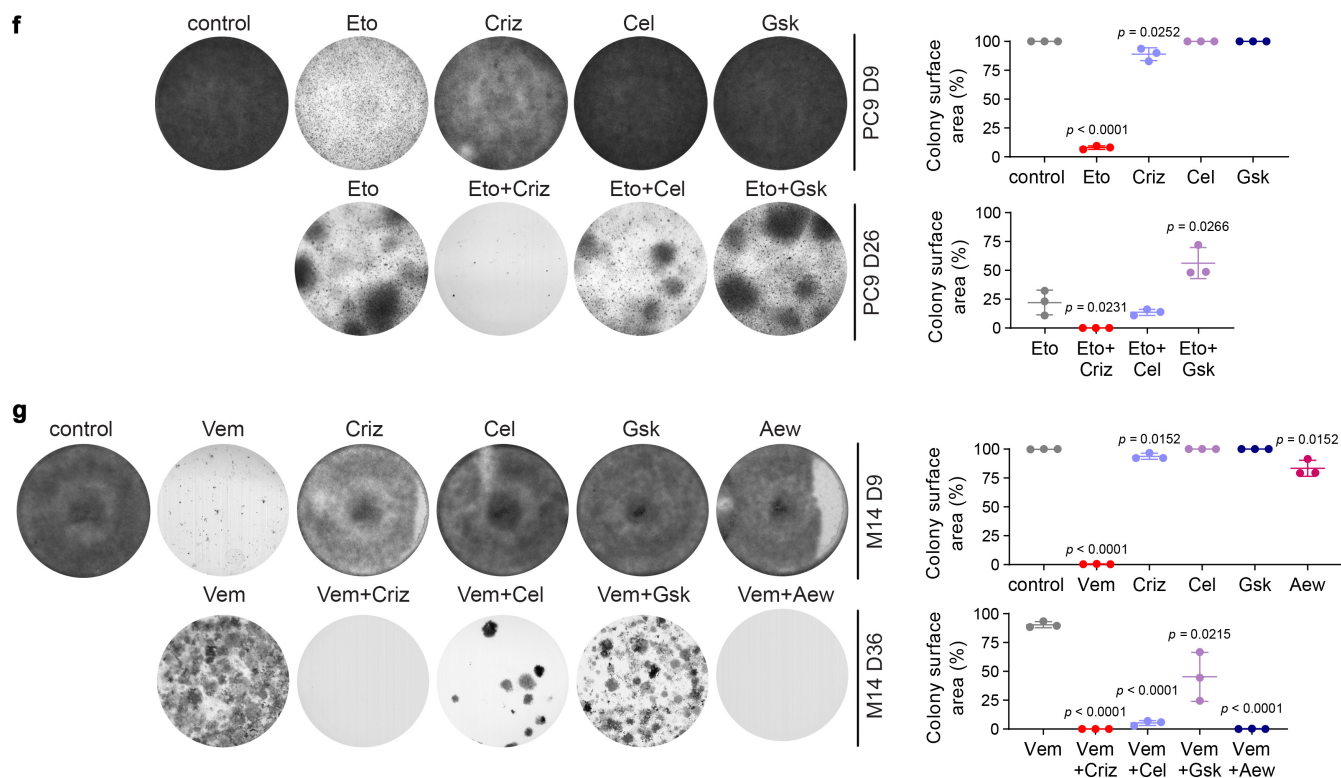 f
control Eto Criz Cel Gsk
PC9 D9
Eto Eto+Criz Eto+Cel Eto+Gsk
PC9 D26
Colony surface
area (%)
100
75
50
25
0
p < 0.0001
p = 0.0252
control Eto Criz Cel Gsk
Colony surface
area (%)
100
75
50
25
0
p = 0.0231
p = 0.0266
Eto Eto+ Eto+ Eto+
Criz Cel Gsk
g
control Vem Criz Cel Gsk Aew
M14 D9
Vem Vem+Criz Vem+Cel Vem+Gsk Vem+Aew
M14 D36
Colony surface
area (%)
100
75
50
25
0
p < 0.0001
p = 0.0152
p = 0.0152
control Vem Criz Cel Gsk Aew
Colony surface
area (%)
100
75
50
25
0
p < 0.0001
p < 0.0001
p = 0.0215
p < 0.0001
Vem Vem Vem Vem Vem
+Criz +Cel +Gsk +Aew